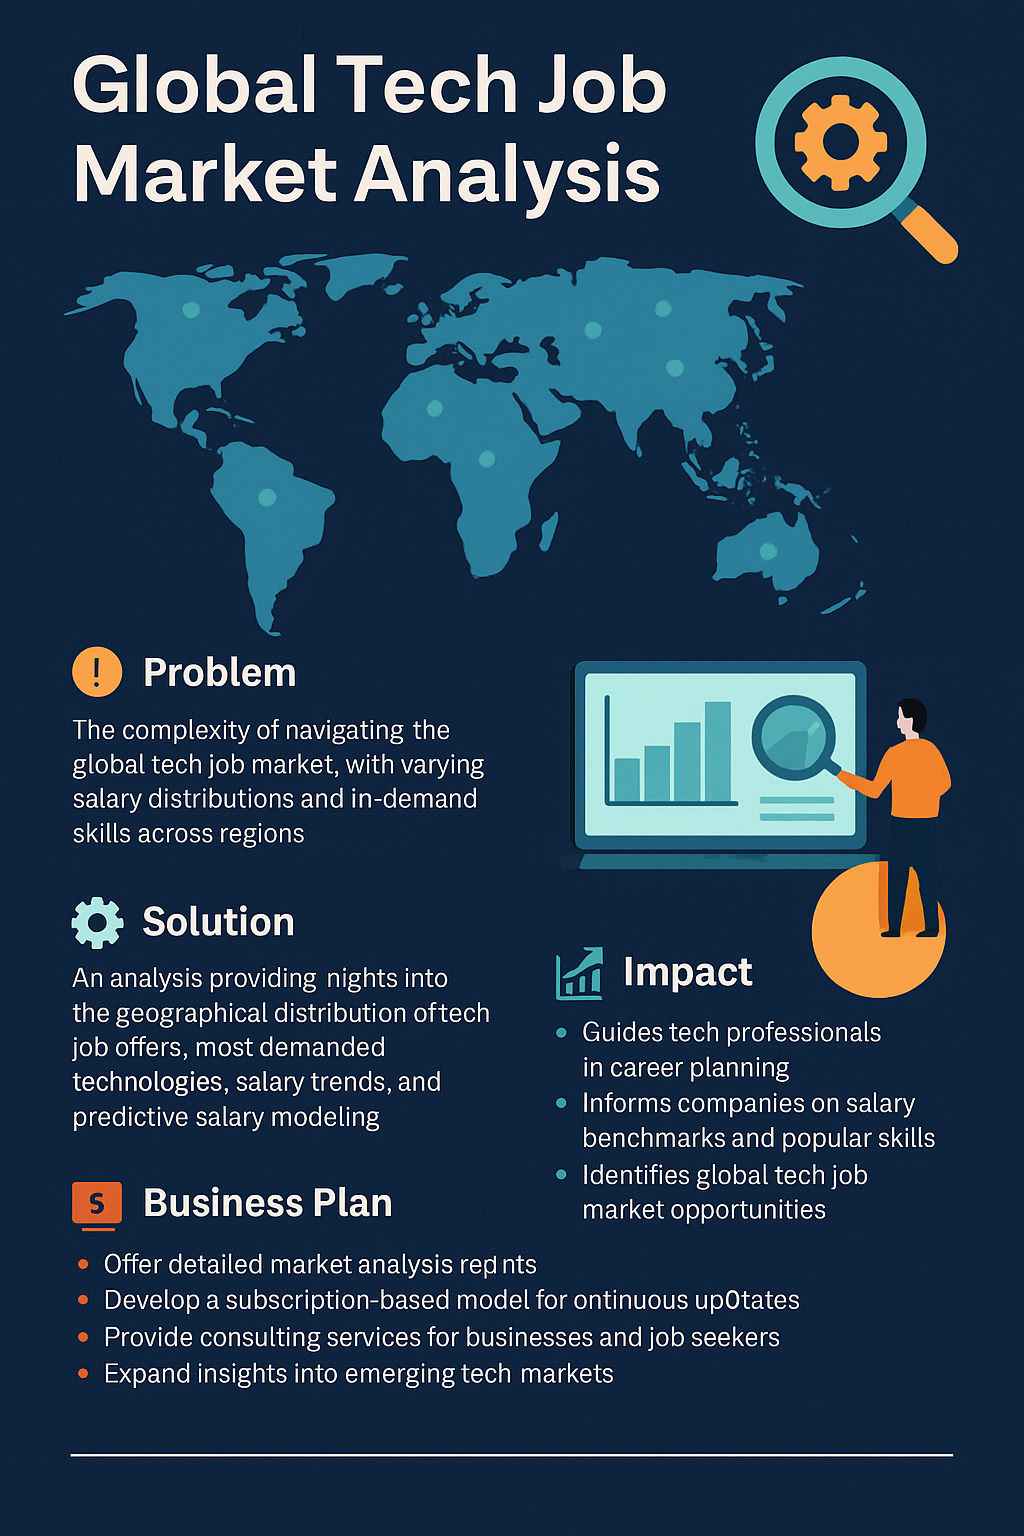 Global Tech Job
Market Analysis
! Problem
The complexity of navigating the
global tech job market, with varying
salary distributions and in-demand
skills across regions
Solution
An analysis providing nights into
the geographical distribution oftech
job offers, most demanded
technologies, salary trends, and
predictive salary modeling
Impact
Guides tech professionals
in career planning
Informs companies on salary
benchmarks and popular skills
Identifies global tech job
market opportunities
S Business Plan
• Offer detailed market analysis repnts
• Develop a subscription-based model for ontinuous up0tates
• Provide consulting services for businesses and job seekers
• Expand insights into emerging tech markets